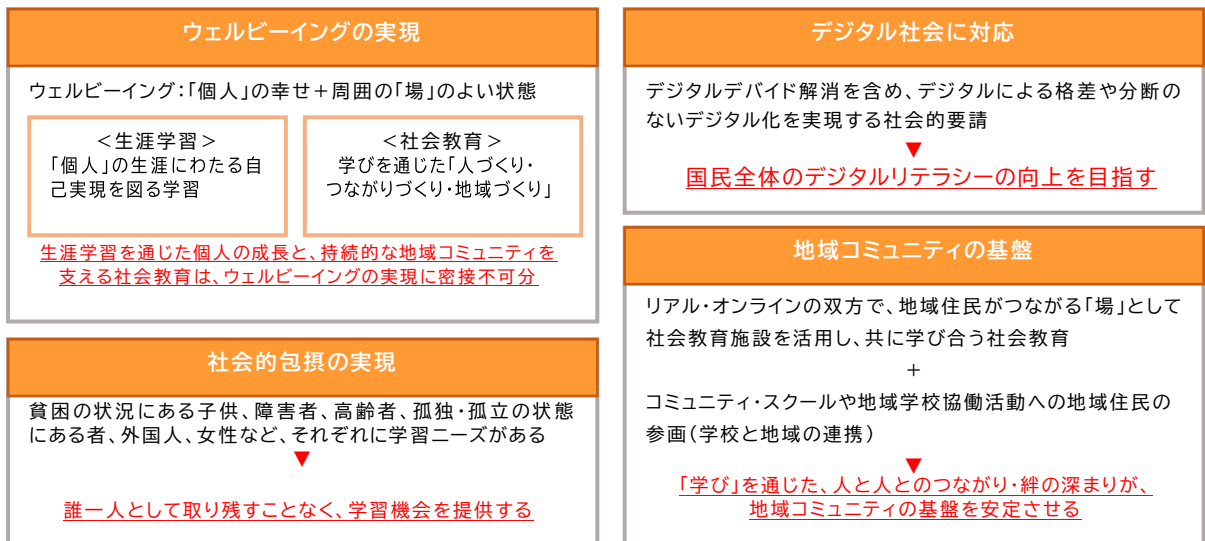 ウェルビーイングの実現
ウェルビーイング:「個人」の幸せ+周囲の「場」のよい状態
<生涯学習>
「個人」の生涯にわたる自
己実現を図る学習
<社会教育>
学びを通じた「人づくり・
つながりづくり・地域づくり」
生涯学習を通じた個人の成長と、持続的な地域コミュニティを
支える社会教育は、ウェルビーイングの実現に密接不可分
社会的包摂の実現
貧困の状況にある子供、障害者、高齢者、孤独・孤立の状態
にある者、外国人、女性など、それぞれに学習ニーズがある
▼
誰一人として取り残すことなく、学習機会を提供する
デジタル社会に対応
デジタルデバイド解消を含め、デジタルによる格差や分断の
ないデジタル化を実現する社会的要請
▼
国民全体のデジタルリテラシーの向上を目指す
地域コミュニティの基盤
リアル・オンラインの双方で、地域住民がつながる「場」として
社会教育施設を活用し、共に学び合う社会教育
+
コミュニティ・スクールや地域学校協働活動への地域住民の
参画(学校と地域の連携)
▼
「学び」を通じた、人と人とのつながり・絆の深まりが、
地域コミュニティの基盤を安定させる